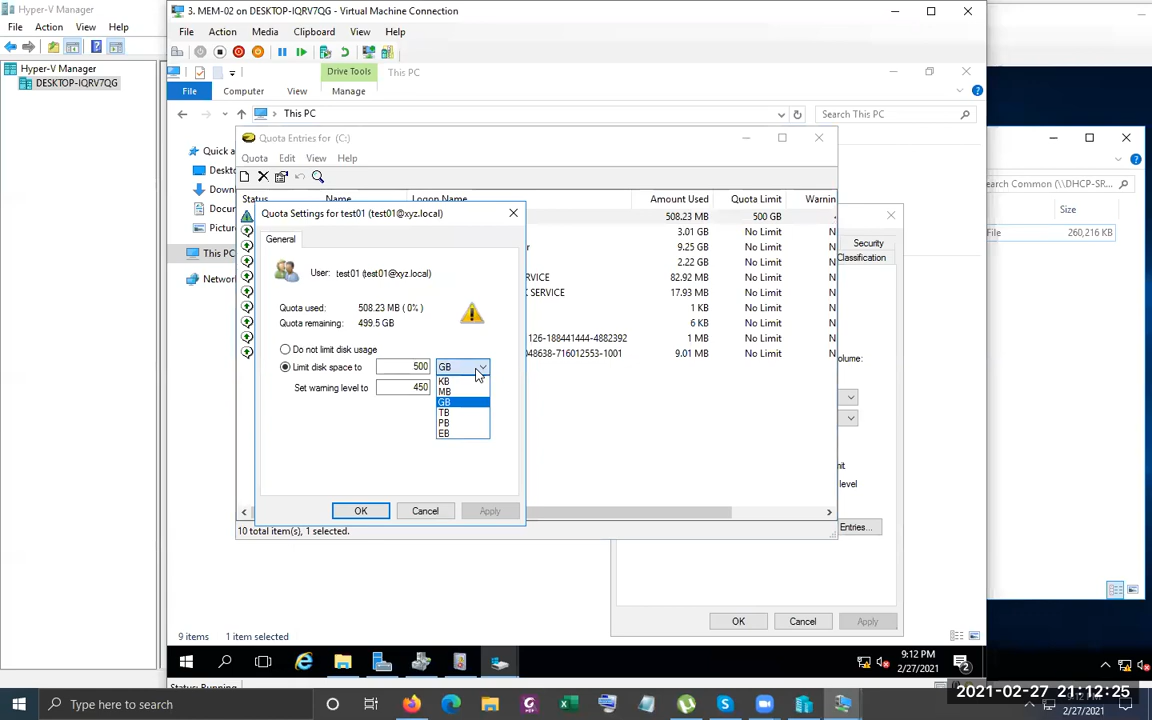 Hyper-V Manager
File Action View Help
Hyper-V Manager
DESKTOP-IQRV7QG
3. MEM-02 on DESKTOP-IQRV7QG - Virtual Machine Connection
File Action Media Clipboard View Help
Drive Tools This PC
File Computer View Manage
This PC
Search This PC
Quick a
Deskt
Down
Docur
Pictur
This PC
Networ
Quota Entries for (C:)
Quota Edit View Help
Status Name Logon Name Amount Used Quota Limit Warnin
508.23 MB 500 GB
3.01 GB No Limit N
er 9.25 GB No Limit N
2.22 GB No Limit N
RVICE 82.92 MB No Limit N
K SERVICE 17.93 MB No Limit N
1 KB No Limit N
6 KB No Limit N
126-188441444-4882392 1 MB No Limit N
048638-716012553-1001 9.01 MB No Limit N
10 total item(s), 1 selected.
Quota Settings for test01 (test01@xyz.local)
General
User: test01 (test01@xyz.local)
Quota used: 508.23 MB ( 0% )
Quota remaining: 499.5 GB
Do not limit disk usage
Limit disk space to 500 GB
Set warning level to 450
KB
MB
GB
TB
PB
EB
OK Cancel Apply
Security
Classification
olume:
it
level
Entries...
OK Cancel Apply
9 items 1 item selected
9:12 PM
2/27/2021
2
Status: Running
earch Common (\\DHCP-SR...
Size
File 260,216 KB
Type here to search
2021-02-27 21:12:25
2/27/2021